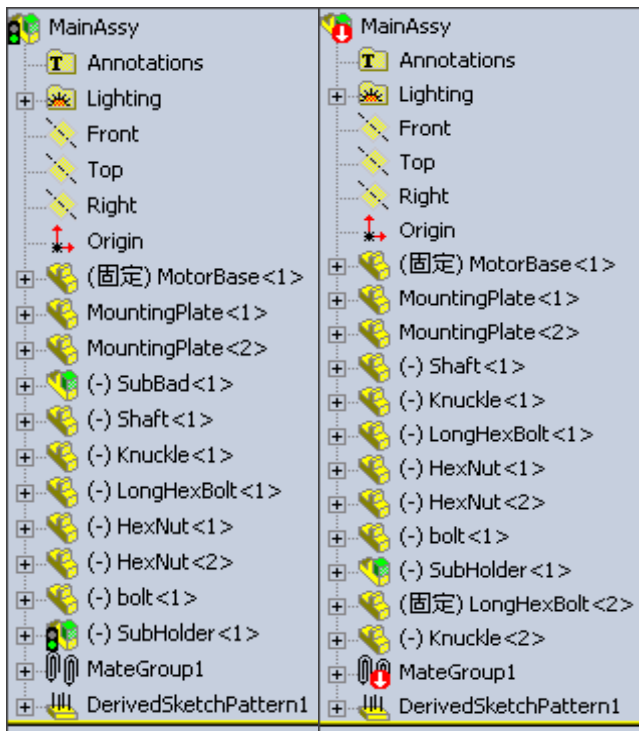 MainAssy
Annotations
Lighting
Front
Top
Right
Origin
(固定) MotorBase<1>
MountingPlate<1>
MountingPlate<2>
(-) SubBad<1>
(-) Shaft<1>
(-) Knuckle<1>
(-) LongHexBolt<1>
(-) HexNut<1>
(-) HexNut<2>
(-) bolt<1>
(-) SubHolder<1>
MateGroup1
DerivedSketchPattern1
MainAssy
Annotations
Lighting
Front
Top
Right
Origin
(固定) MotorBase<1>
MountingPlate<1>
MountingPlate<2>
(-) Shaft<1>
(-) Knuckle<1>
(-) LongHexBolt<1>
(-) HexNut<1>
(-) HexNut<2>
(-) bolt<1>
(-) SubHolder<1>
(固定) LongHexBolt<2>
(-) Knuckle<2>
MateGroup1
DerivedSketchPattern1